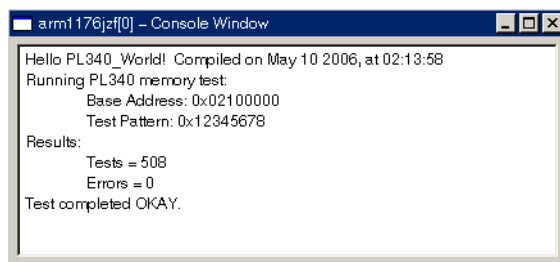 arm1176jzf[0] – Console Window
Hello PL340_World! Compiled on May 10 2006, at 02:13:58
Running PL340 memory test:
Base Address: 0x02100000
Test Pattern: 0x12345678
Results:
Tests = 508
Errors = 0
Test completed OKAY.